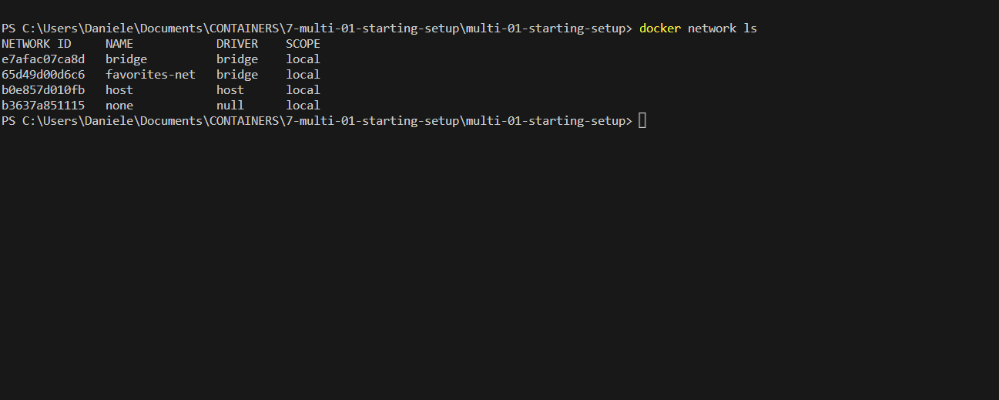 PS C:\Users\Daniele\Documents\CONTAINERS\7-multi-01-starting-setup\multi-01-starting-setup> docker network ls
NETWORK ID     NAME            DRIVER    SCOPE
e7afac07ca8d   bridge          bridge    local
65d49d00d6c6   favorites-net   bridge    local
b0e857d010fb   host            host      local
b3637a851115   none            null      local
PS C:\Users\Daniele\Documents\CONTAINERS\7-multi-01-starting-setup\multi-01-starting-setup>